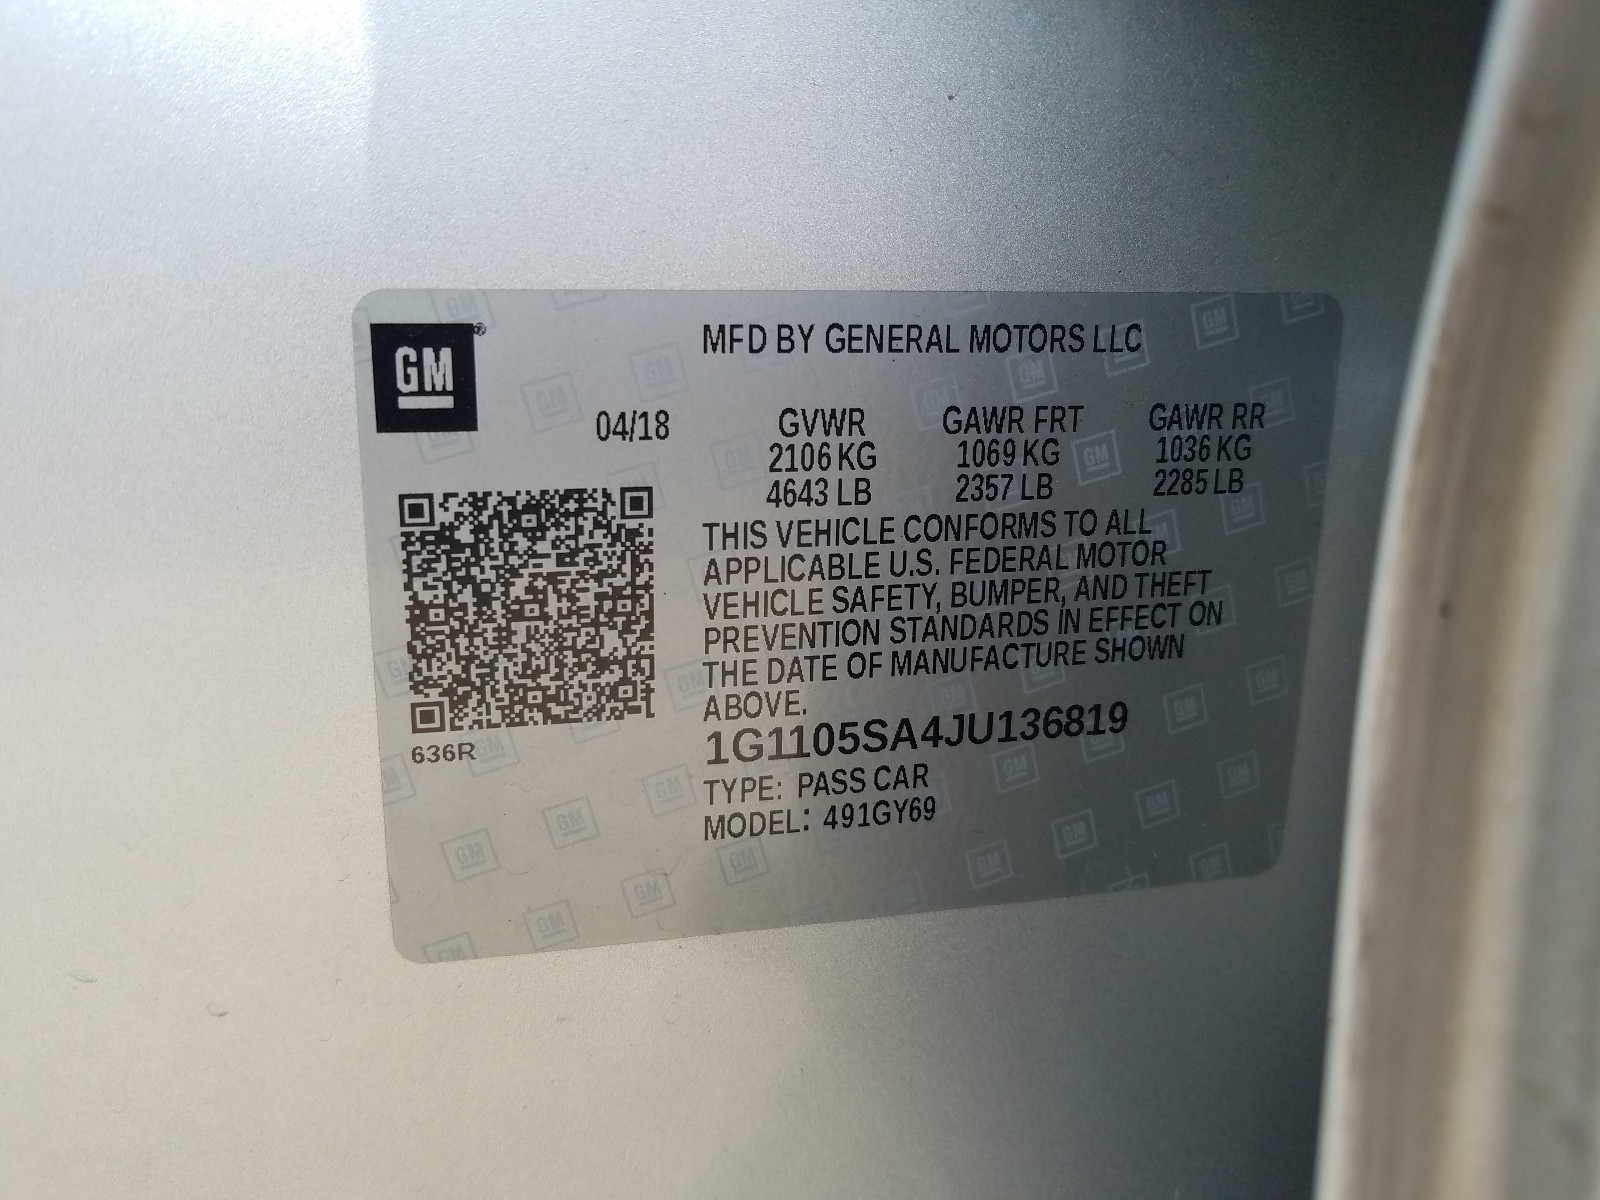 GM®
MFD BY GENERAL MOTORS LLC
04/18
GVWR GAWR FRT GAWR RR
2106 KG 1069 KG 1036 KG
4643 LB 2357 LB 2285 LB
THIS VEHICLE CONFORMS TO ALL
APPLICABLE U.S. FEDERAL MOTOR
VEHICLE SAFETY, BUMPER, AND THEFT
PREVENTION STANDARDS IN EFFECT ON
THE DATE OF MANUFACTURE SHOWN
ABOVE.
1G1105SA4JU136819
TYPE: PASS CAR
MODEL: 491GY69
636R